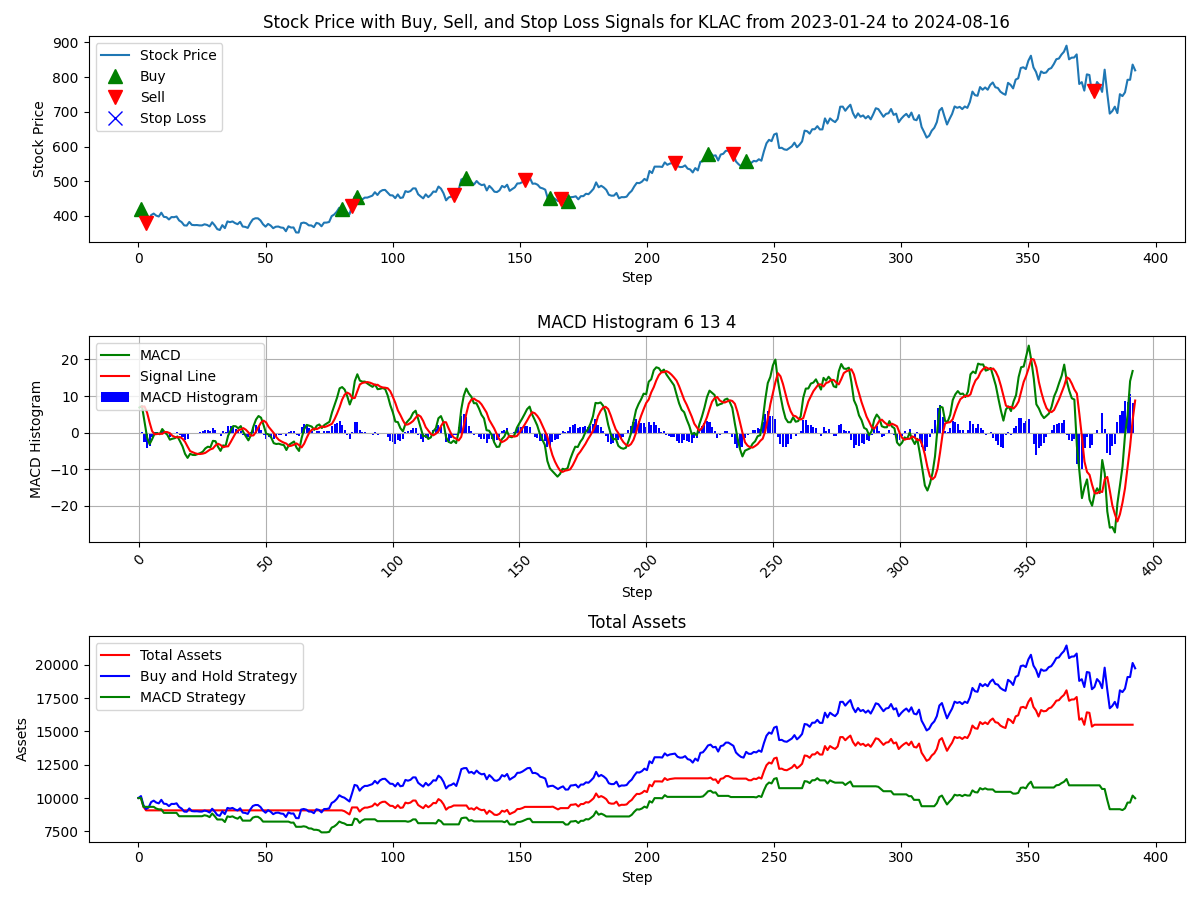 Stock Price with Buy, Sell, and Stop Loss Signals for KLAC from 2023-01-24 to 2024-08-16
Stock Price
900
800
700
600
500
400
Stock Price
Buy
Sell
Stop Loss
0 50 100 150 200 250 300 350 400
Step
MACD Histogram 6 13 4
MACD Histogram
20
10
0
−10
−20
MACD
Signal Line
MACD Histogram
0 50 100 150 200 250 300 350 400
Step
Total Assets
Assets
20000
17500
15000
12500
10000
7500
Total Assets
Buy and Hold Strategy
MACD Strategy
0 50 100 150 200 250 300 350 400
Step